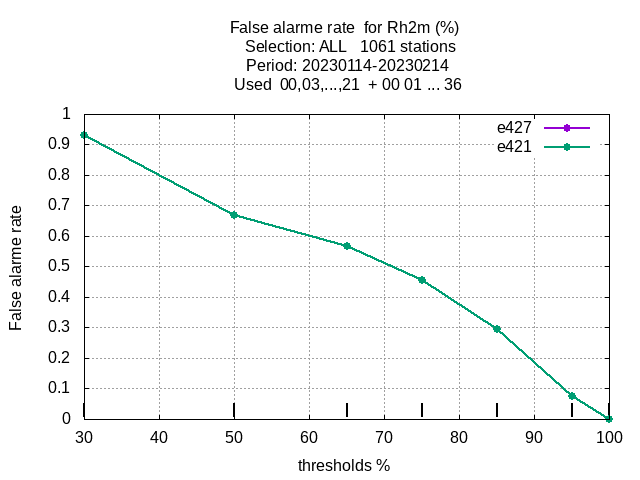 False alarme rate  for Rh2m (%)
Selection: ALL   1061 stations
Period: 20230114-20230214
Used  00,03,...,21  + 00 01 ... 36
e427
e421
False alarme rate
1
0.9
0.8
0.7
0.6
0.5
0.4
0.3
0.2
0.1
0
30 40 50 60 70 80 90 100
thresholds %